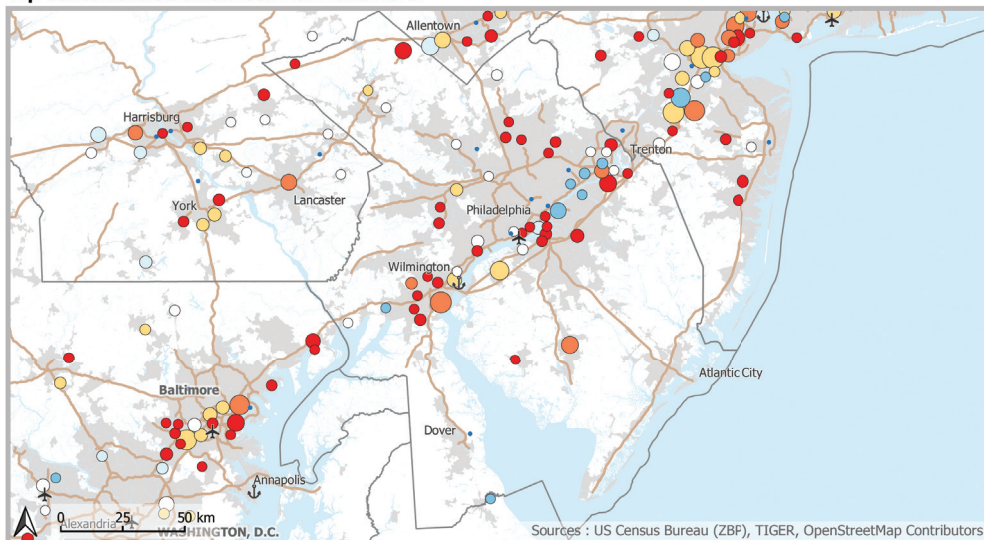 Allentown
Harrisburg
Trenton
Lancaster
York
Philadelphia
Wilmington
Atlantic City
Baltimore
Dover
Annapolis
Alexandria
WASHINGTON, D.C.
0 25 50 km
Sources : US Census Bureau (ZBP), TIGER, OpenStreetMap Contributors